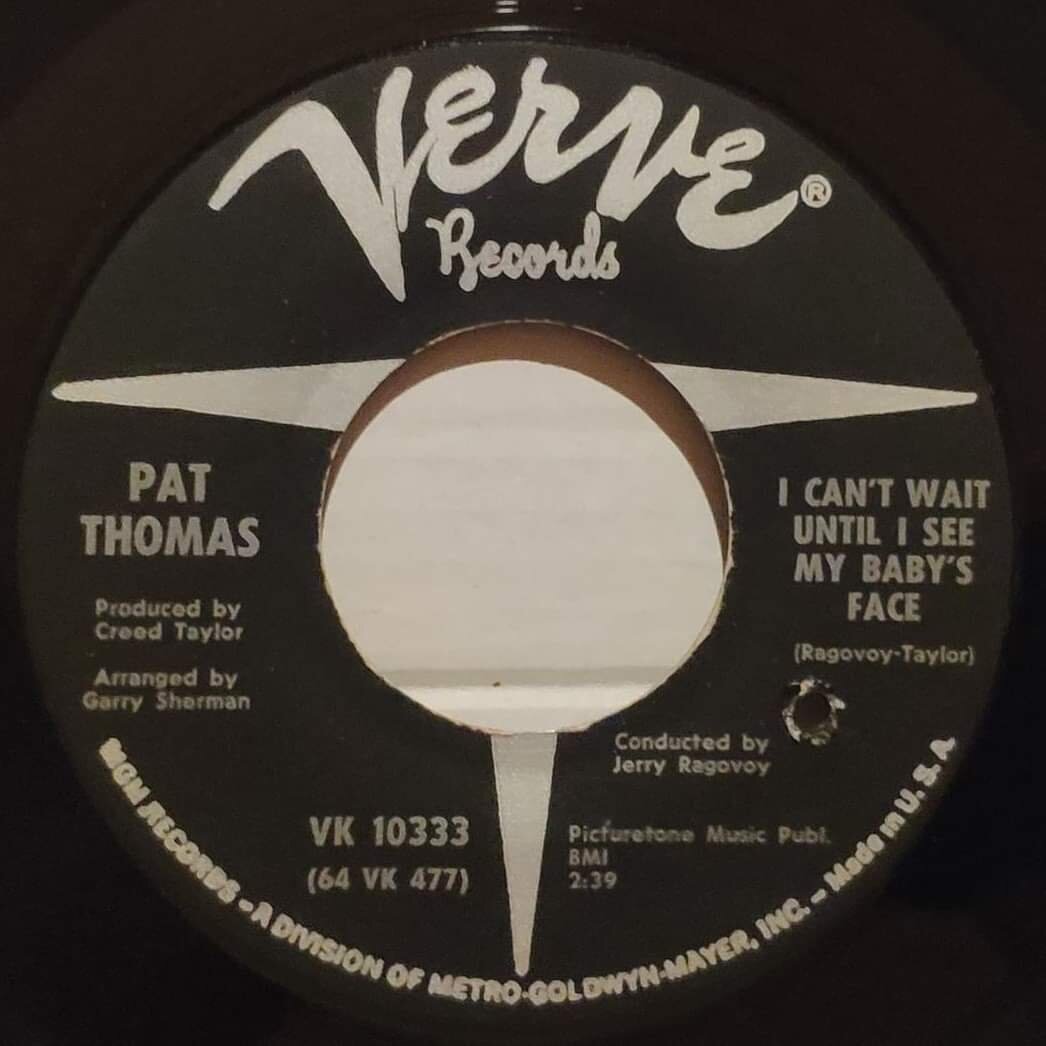 Verve®
Records
PAT
THOMAS
Produced by
Creed Taylor
Arranged by
Garry Sherman
I CAN'T WAIT
UNTIL I SEE
MY BABY'S
FACE
(Ragovoy-Taylor)
Conducted by
Jerry Ragovoy
VK 10333
(64 VK 477)
Picturetone Music Publ.
BMI
2:39
MGM RECORDS - A DIVISION OF METRO-GOLDWYN-MAYER, INC. - Made in U. S. A.